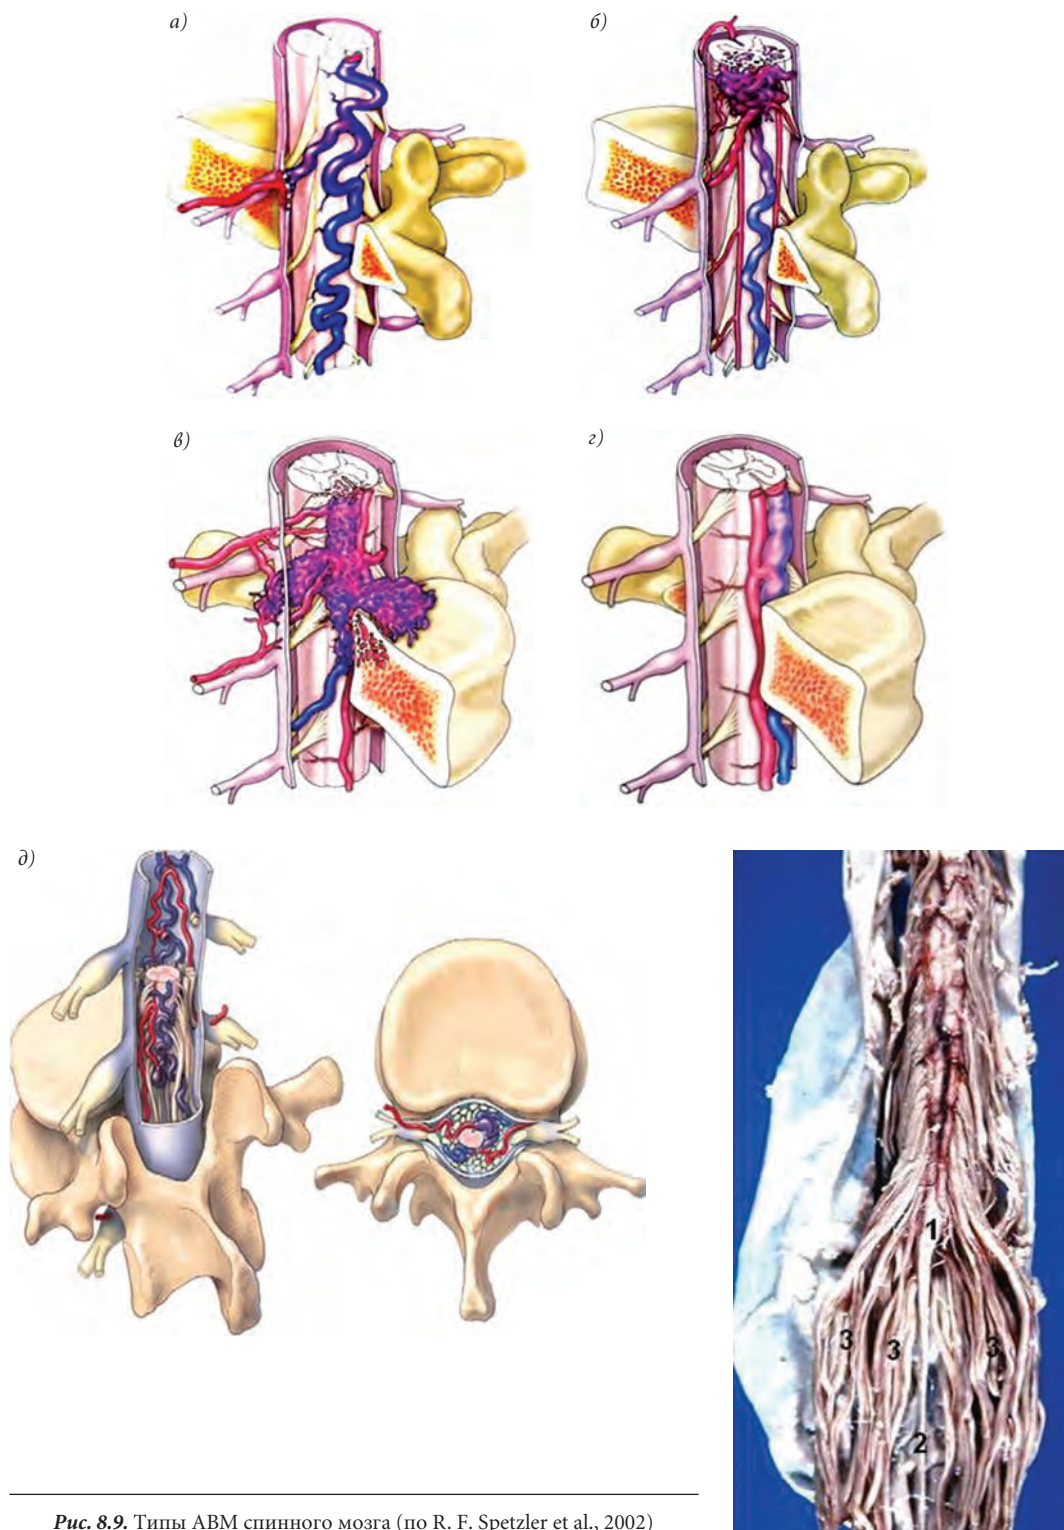 а)
б)
в)
г)
д)
1
3 3 3
2
Рис. 8.9. Типы АВМ спинного мозга (по R. F. Spetzler et al., 2002)